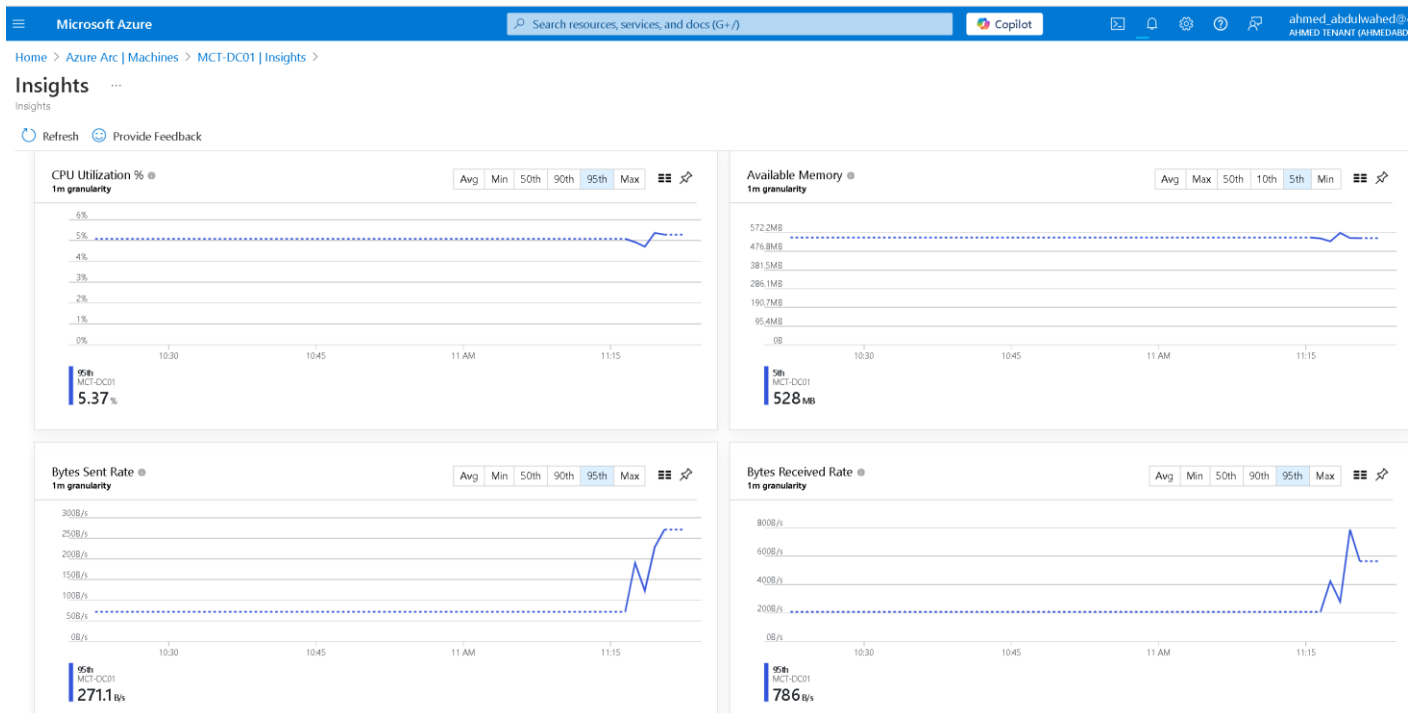 Microsoft Azure
Search resources, services, and docs (G+/)
Copilot
ahmed_abdulwahed@
AHMED TENANT (AHMEDABD
Home > Azure Arc | Machines > MCT-DC01 | Insights >
Insights ...
Insights
Refresh
Provide Feedback
CPU Utilization %
1m granularity
Avg Min 50th 90th 95th Max
6%
5%
4%
3%
2%
1%
0%
10:30 10:45 11 AM 11:15
95th
MCT-DC01
5.37 %
Available Memory
1m granularity
Avg Max 50th 10th 5th Min
572.2MB
476.8MB
381.5MB
286.1MB
190.7MB
95.4MB
0B
10:30 10:45 11 AM 11:15
5th
MCT-DC01
528 MB
Bytes Sent Rate
1m granularity
Avg Min 50th 90th 95th Max
300B/s
250B/s
200B/s
150B/s
100B/s
50B/s
0B/s
10:30 10:45 11 AM 11:15
95th
MCT-DC01
271.1 B/s
Bytes Received Rate
1m granularity
Avg Min 50th 90th 95th Max
800B/s
600B/s
400B/s
200B/s
0B/s
10:30 10:45 11 AM 11:15
95th
MCT-DC01
786 B/s